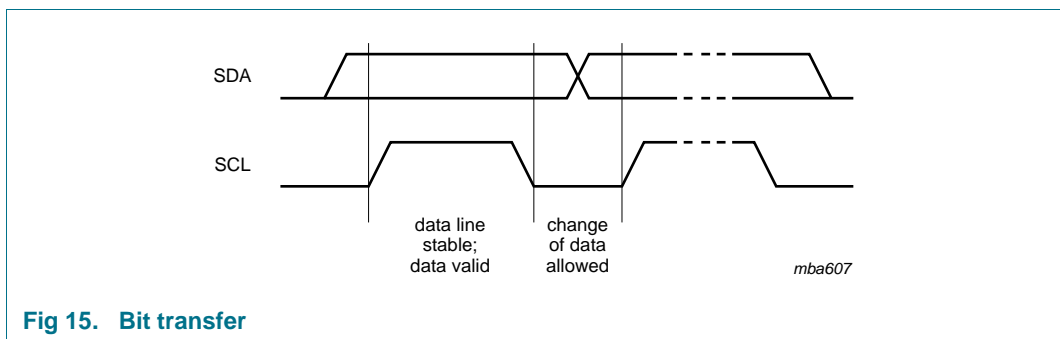 SDA
SCL
data line
stable;
data valid
change
of data
allowed
mba607
Fig 15. Bit transfer